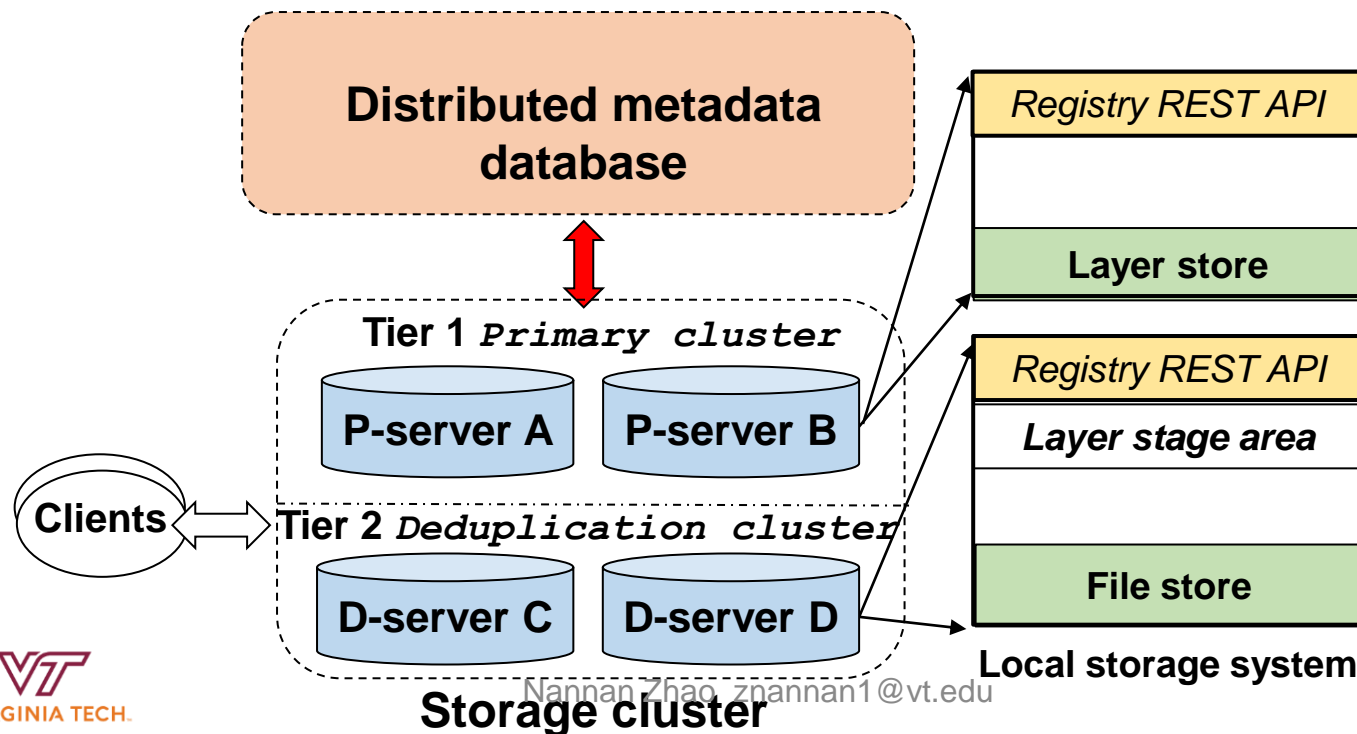 Distributed metadata
database
Registry REST API
Layer store
Tier 1 Primary cluster
P-server A
P-server B
Registry REST API
Layer stage area
Clients
Tier 2 Deduplication cluster
D-server C
D-server D
File store
Local storage system
VT
GINIA TECH.
Nannan Zhao, znannan1@vt.edu
Storage cluster